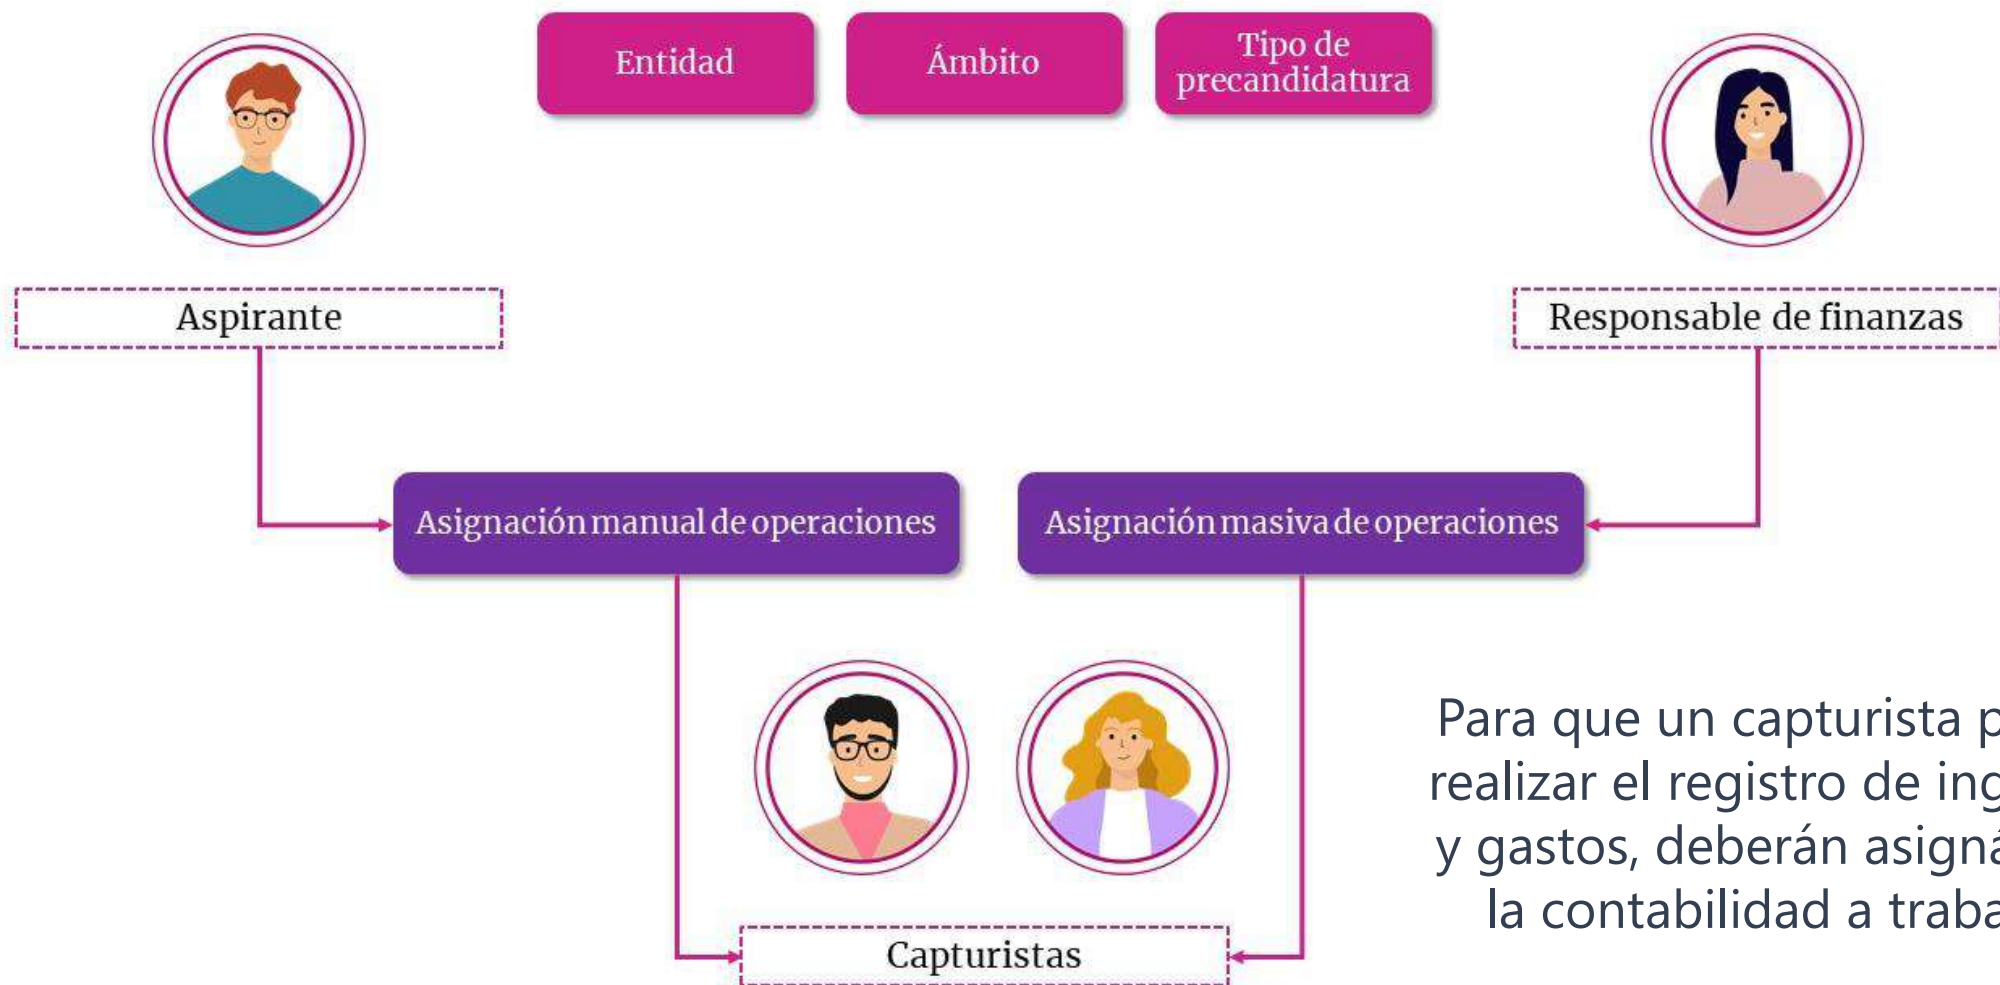 Entidad
Ámbito
Tipo de
precandidatura
Aspirante
Responsable de finanzas
Asignación manual de operaciones
Asignación masiva de operaciones
Para que un capturista
realizar el registro de
y gastos, deberán
la contabilidad a
Capturistas